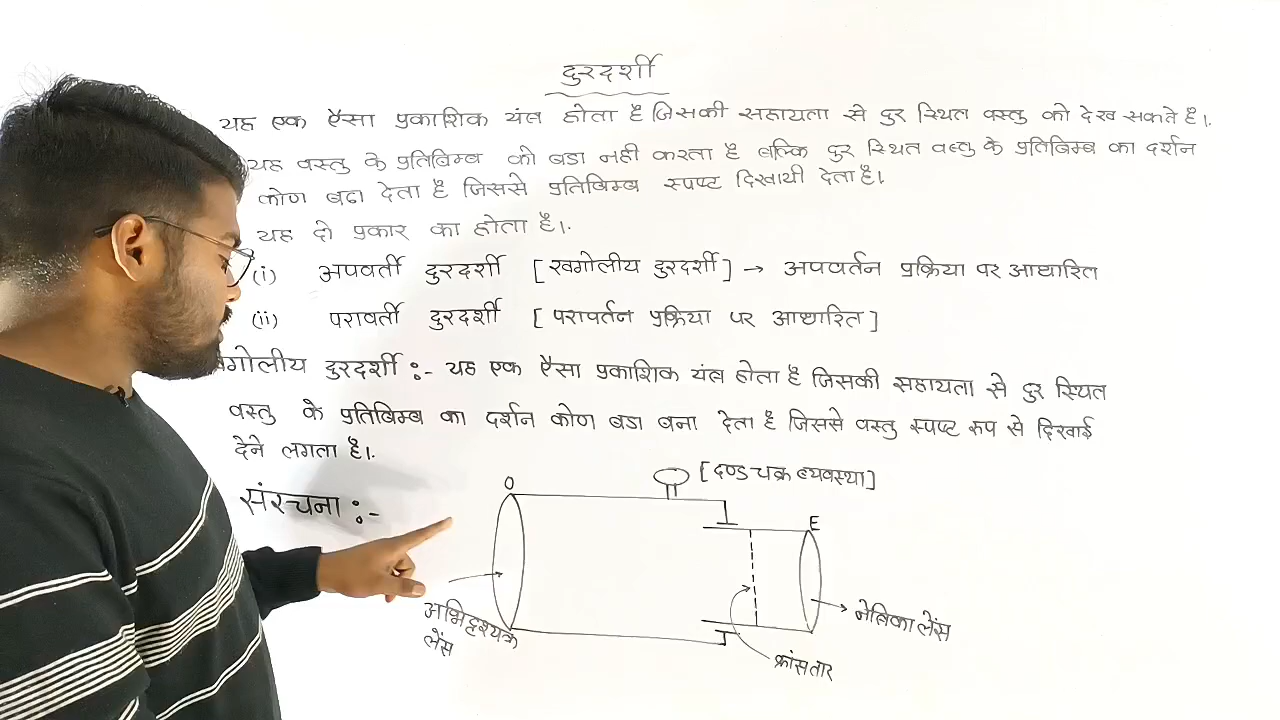 दुरदर्शी
यह एक ऐसा प्रकाशिक यंत्र होता है जिसकी सहायता से दुर स्थित वस्तु को देख सकते है।
यह वस्तु के प्रतिबिम्ब को बडा नही करता है बल्कि दुर स्थित वस्तु के प्रतिबिम्ब का दर्शन
कोण बढा देता है जिससे प्रतिबिम्ब स्पष्ट दिखायी देता है।
यह दो प्रकार का होता है।
(i) अपवर्ती दुरदर्शी [खगोलीय दुरदर्शी] → अपवर्तन प्रक्रिया पर आधारित
(ii) परावर्ती दुरदर्शी [परापर्तन प्रक्रिया पर आधारित]
गोलीय दुरदर्शी :- यह एक ऐसा प्रकाशिक यंत्र होता है जिसकी सहायता से दुर स्थित
वस्तु के प्रतिबिम्ब का दर्शन कोण बडा बना देता है जिससे वस्तु स्पष्ट रूप से दिखाई
देने लगता है।
[दण्ड चक्र व्यवस्था]
संरचना :-
O
E
अभिदृश्यक
लेंस
नेत्रिका लेंस
क्रांसतार